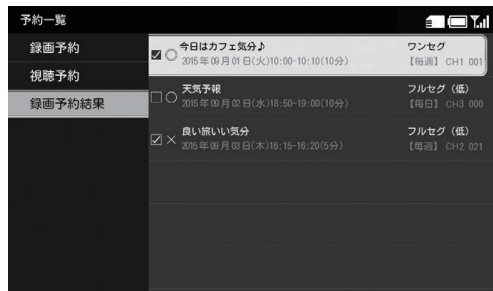 予約一覧
録画予約
視聴予約
録画予約結果
今日はカフェ気分♪ ワンセグ
2015年09月01日(火)10:00-10:10(10分) 【毎週】 CH1 001
天気予報 フルセグ（低）
2015年09月02日(水)18:50-19:00(10分) 【毎日】 CH3 000
良い旅いい気分 フルセグ（低）
2015年09月03日(木)16:15-16:20(5分) 【毎週】 CH2 021